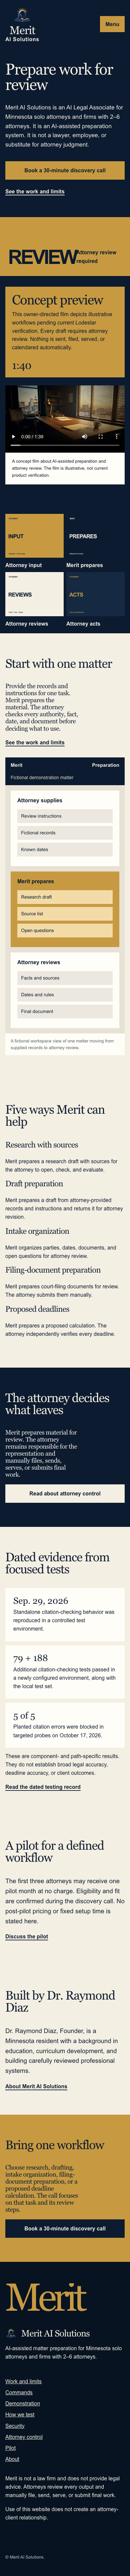 Merit
AI Solutions
Menu
Prepare work for
review
Merit AI Solutions is an AI Legal Associate for
Minnesota solo attorneys and firms with 2–6
attorneys. It is an AI-assisted preparation
system. It is not a lawyer, employee, or
substitute for attorney judgment.
Book a 30-minute discovery call
See the work and limits
REVIEW
Attorney review
required
Concept preview
This owner-directed film depicts illustrative
workflows pending current Lodestar
verification. Every draft requires attorney
review. Nothing is sent, filed, served, or
calendared automatically.
1:40
0:00 / 1:39
A concept film about AI-assisted preparation and
attorney review. The film is illustrative, not current
product verification.
INPUT
PREPARES
Attorney input
Merit prepares
REVIEWS
ACTS
Attorney reviews
Attorney acts
Start with one matter
Provide the records and
instructions for one task.
Merit prepares the
material. The attorney
checks every authority, fact,
date, and document before
deciding what to use.
See the work and limits
Merit
Preparation
Fictional demonstration matter
Attorney supplies
Review instructions
Fictional records
Known dates
Merit prepares
Research draft
Source list
Open questions
Attorney reviews
Facts and sources
Dates and rules
Final document
A fictional workspace view of one matter moving from
supplied records to attorney review.
Five ways Merit can
help
Research with sources
Merit prepares a research draft with sources for
the attorney to open, check, and evaluate.
Draft preparation
Merit prepares a draft from attorney-provided
records and instructions and returns it for attorney
revision.
Intake organization
Merit organizes parties, dates, documents, and
open questions for attorney review.
Filing-document preparation
Merit prepares court-filing documents for review.
The attorney submits them manually.
Proposed deadlines
Merit prepares a proposed calculation. The
attorney independently verifies every deadline.
The attorney decides
what leaves
Merit prepares material for
review. The attorney
remains responsible for the
representation and
manually files, sends,
serves, or submits final
work.
Read about attorney control
Dated evidence from
focused tests
Sep. 29, 2026
Standalone citation-checking behavior was
reproduced in a controlled test
environment.
79 + 188
Additional citation-checking tests passed in
a newly configured environment, along with
the local test set.
5 of 5
Planted citation errors were blocked in
targeted probes on October 17, 2026.
These are component- and path-specific results.
They do not establish broad legal accuracy,
deadline accuracy, or client outcomes.
Read the dated testing record
A pilot for a defined
workflow
The first three attorneys may receive one
pilot month at no charge. Eligibility and fit
are confirmed during the discovery call. No
post-pilot pricing or fixed setup time is
stated here.
Discuss the pilot
Built by Dr. Raymond
Diaz
Dr. Raymond Diaz, Founder, is a
Minnesota resident with a background in
education, curriculum development, and
building carefully reviewed professional
systems.
About Merit AI Solutions
Bring one workflow
Choose research, drafting,
intake organization, filing-
document preparation, or a
proposed deadline
calculation. The call focuses
on that task and its review
steps.
Book a 30-minute discovery call
Merit
Merit AI Solutions
AI-assisted matter preparation for Minnesota solo
attorneys and firms with 2–6 attorneys.
Work and limits
Commands
Demonstration
How we test
Security
Attorney control
Pilot
About
Merit is not a law firm and does not provide legal
advice. Attorneys review every output and
manually file, send, serve, or submit final work.
Use of this website does not create an attorney-
client relationship.
© Merit AI Solutions.